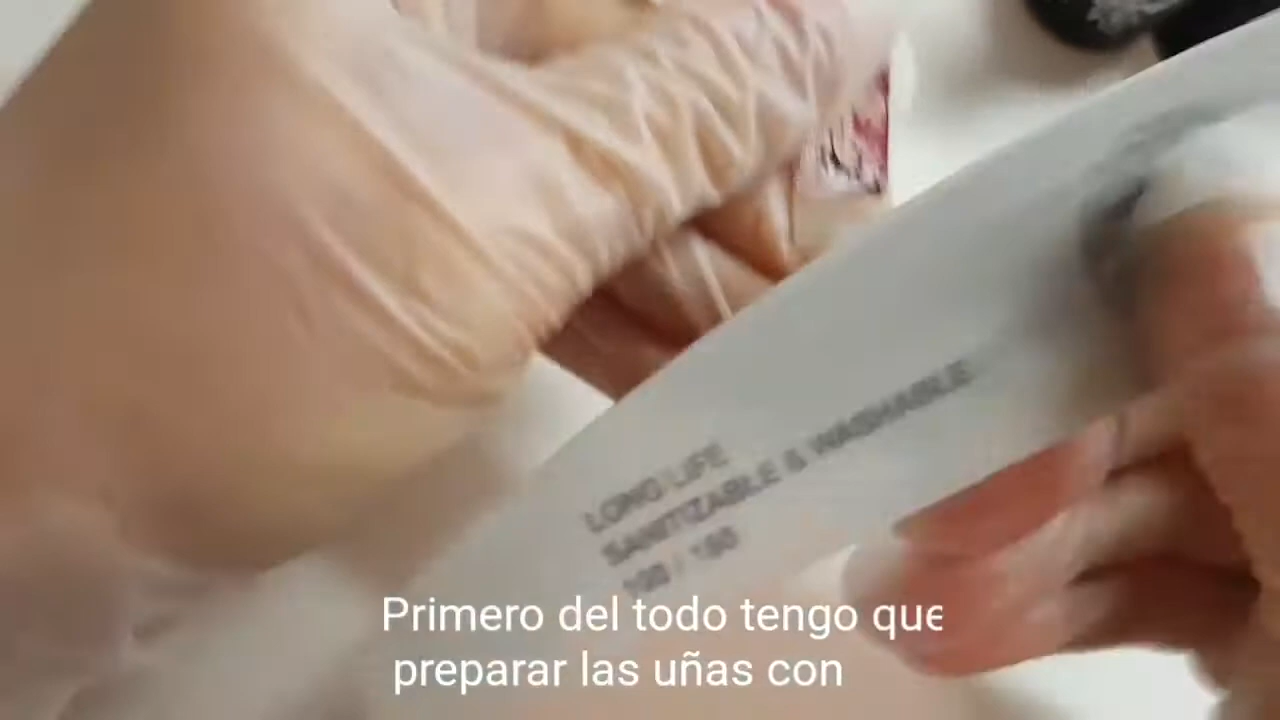 LONG LIFE
SANITIZABLE & WASHABLE
Primero del todo tengo que
preparar las uñas con